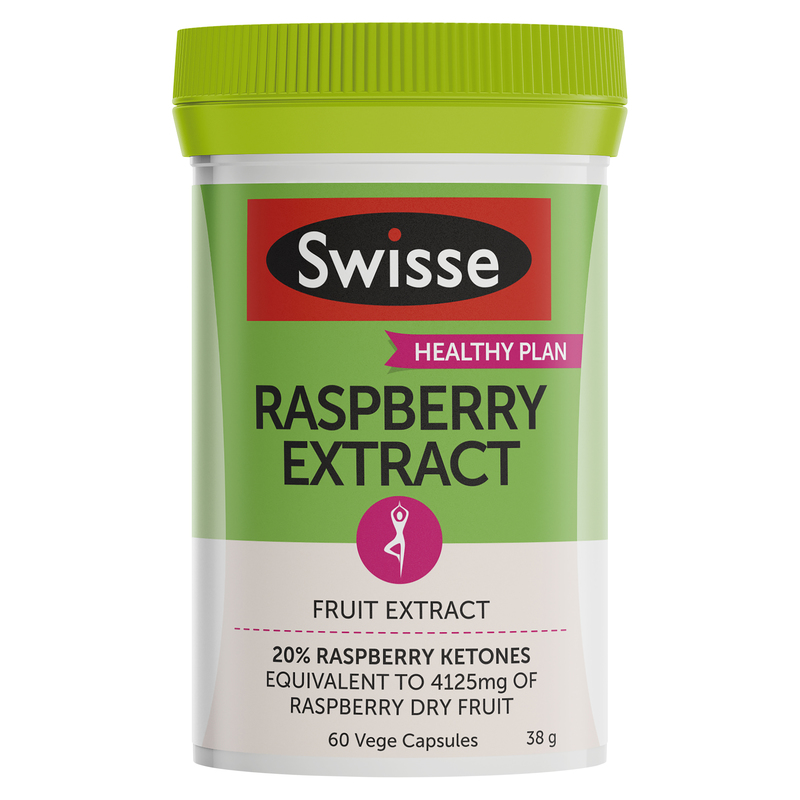 Swisse
HEALTHY PLAN
RASPBERRY
EXTRACT
FRUIT EXTRACT
20% RASPBERRY KETONES
EQUIVALENT TO 4125mg OF
RASPBERRY DRY FRUIT
60 Vege Capsules 38 g